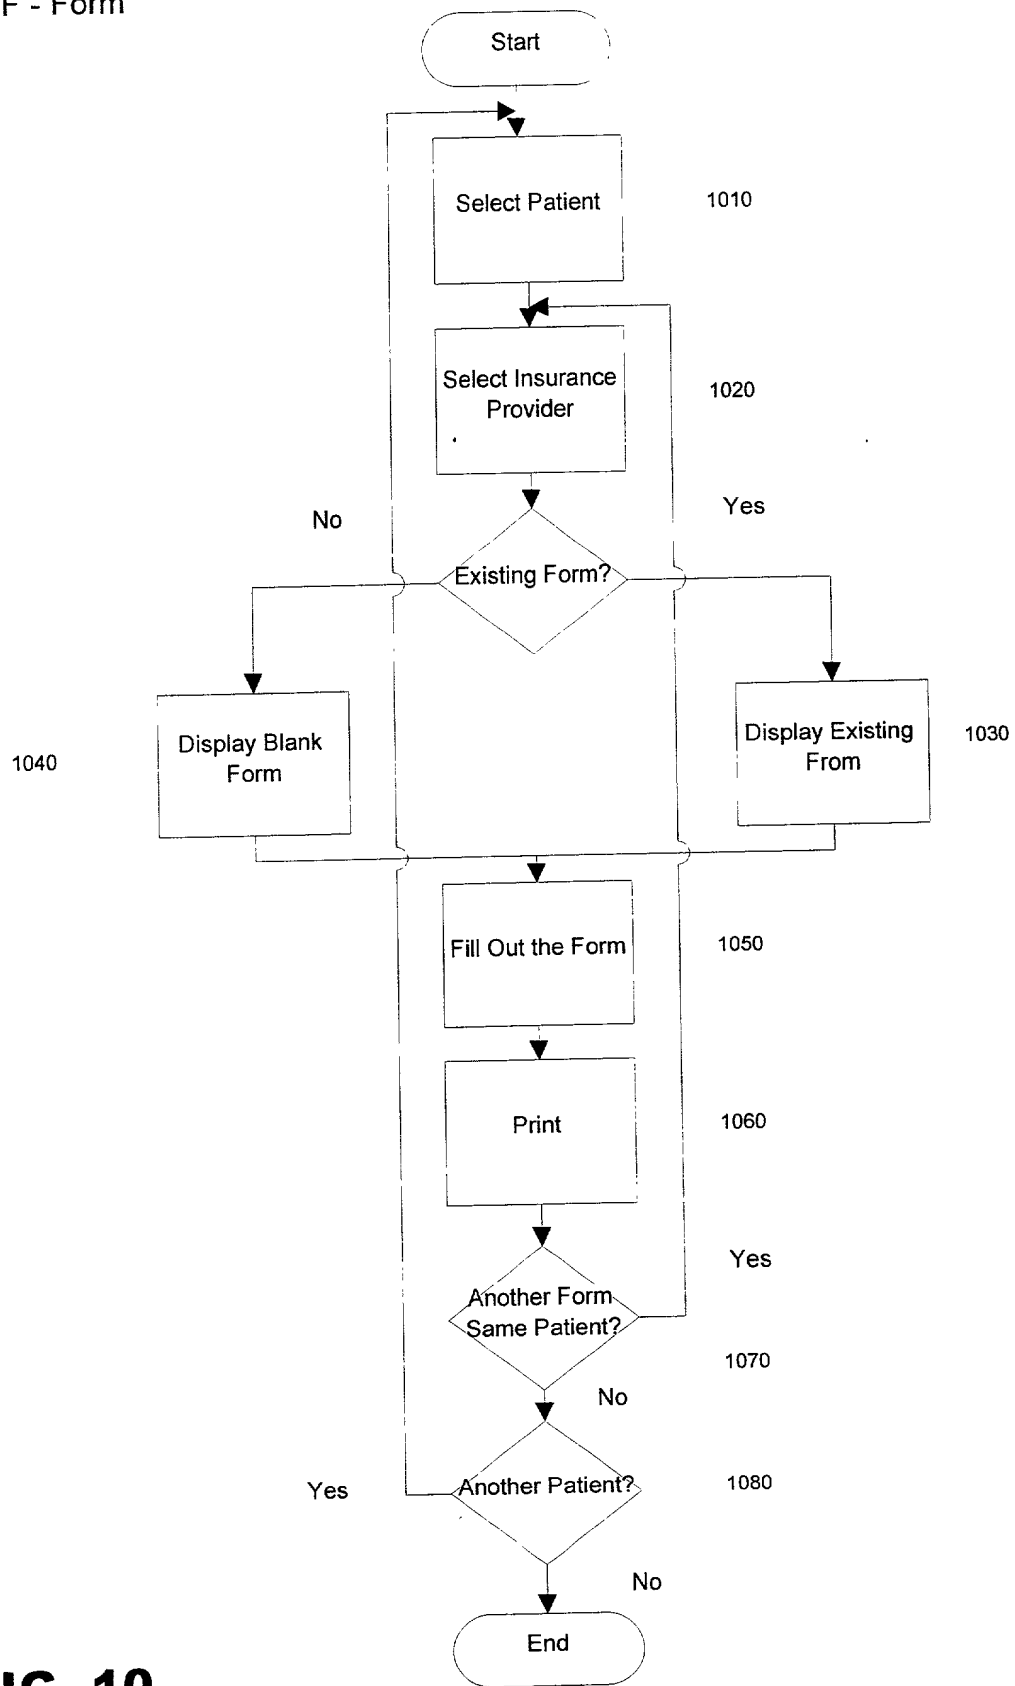 F - Form
Start
Select Patient
1010
Select Insurance
Provider
1020
No
Yes
Existing Form?
Display Blank
Form
1040
Display Existing
From
1030
Fill Out the Form
1050
Print
1060
Yes
Another Form
Same Patient?
1070
No
Another Patient?
1080
Yes
No
End
IG. 10